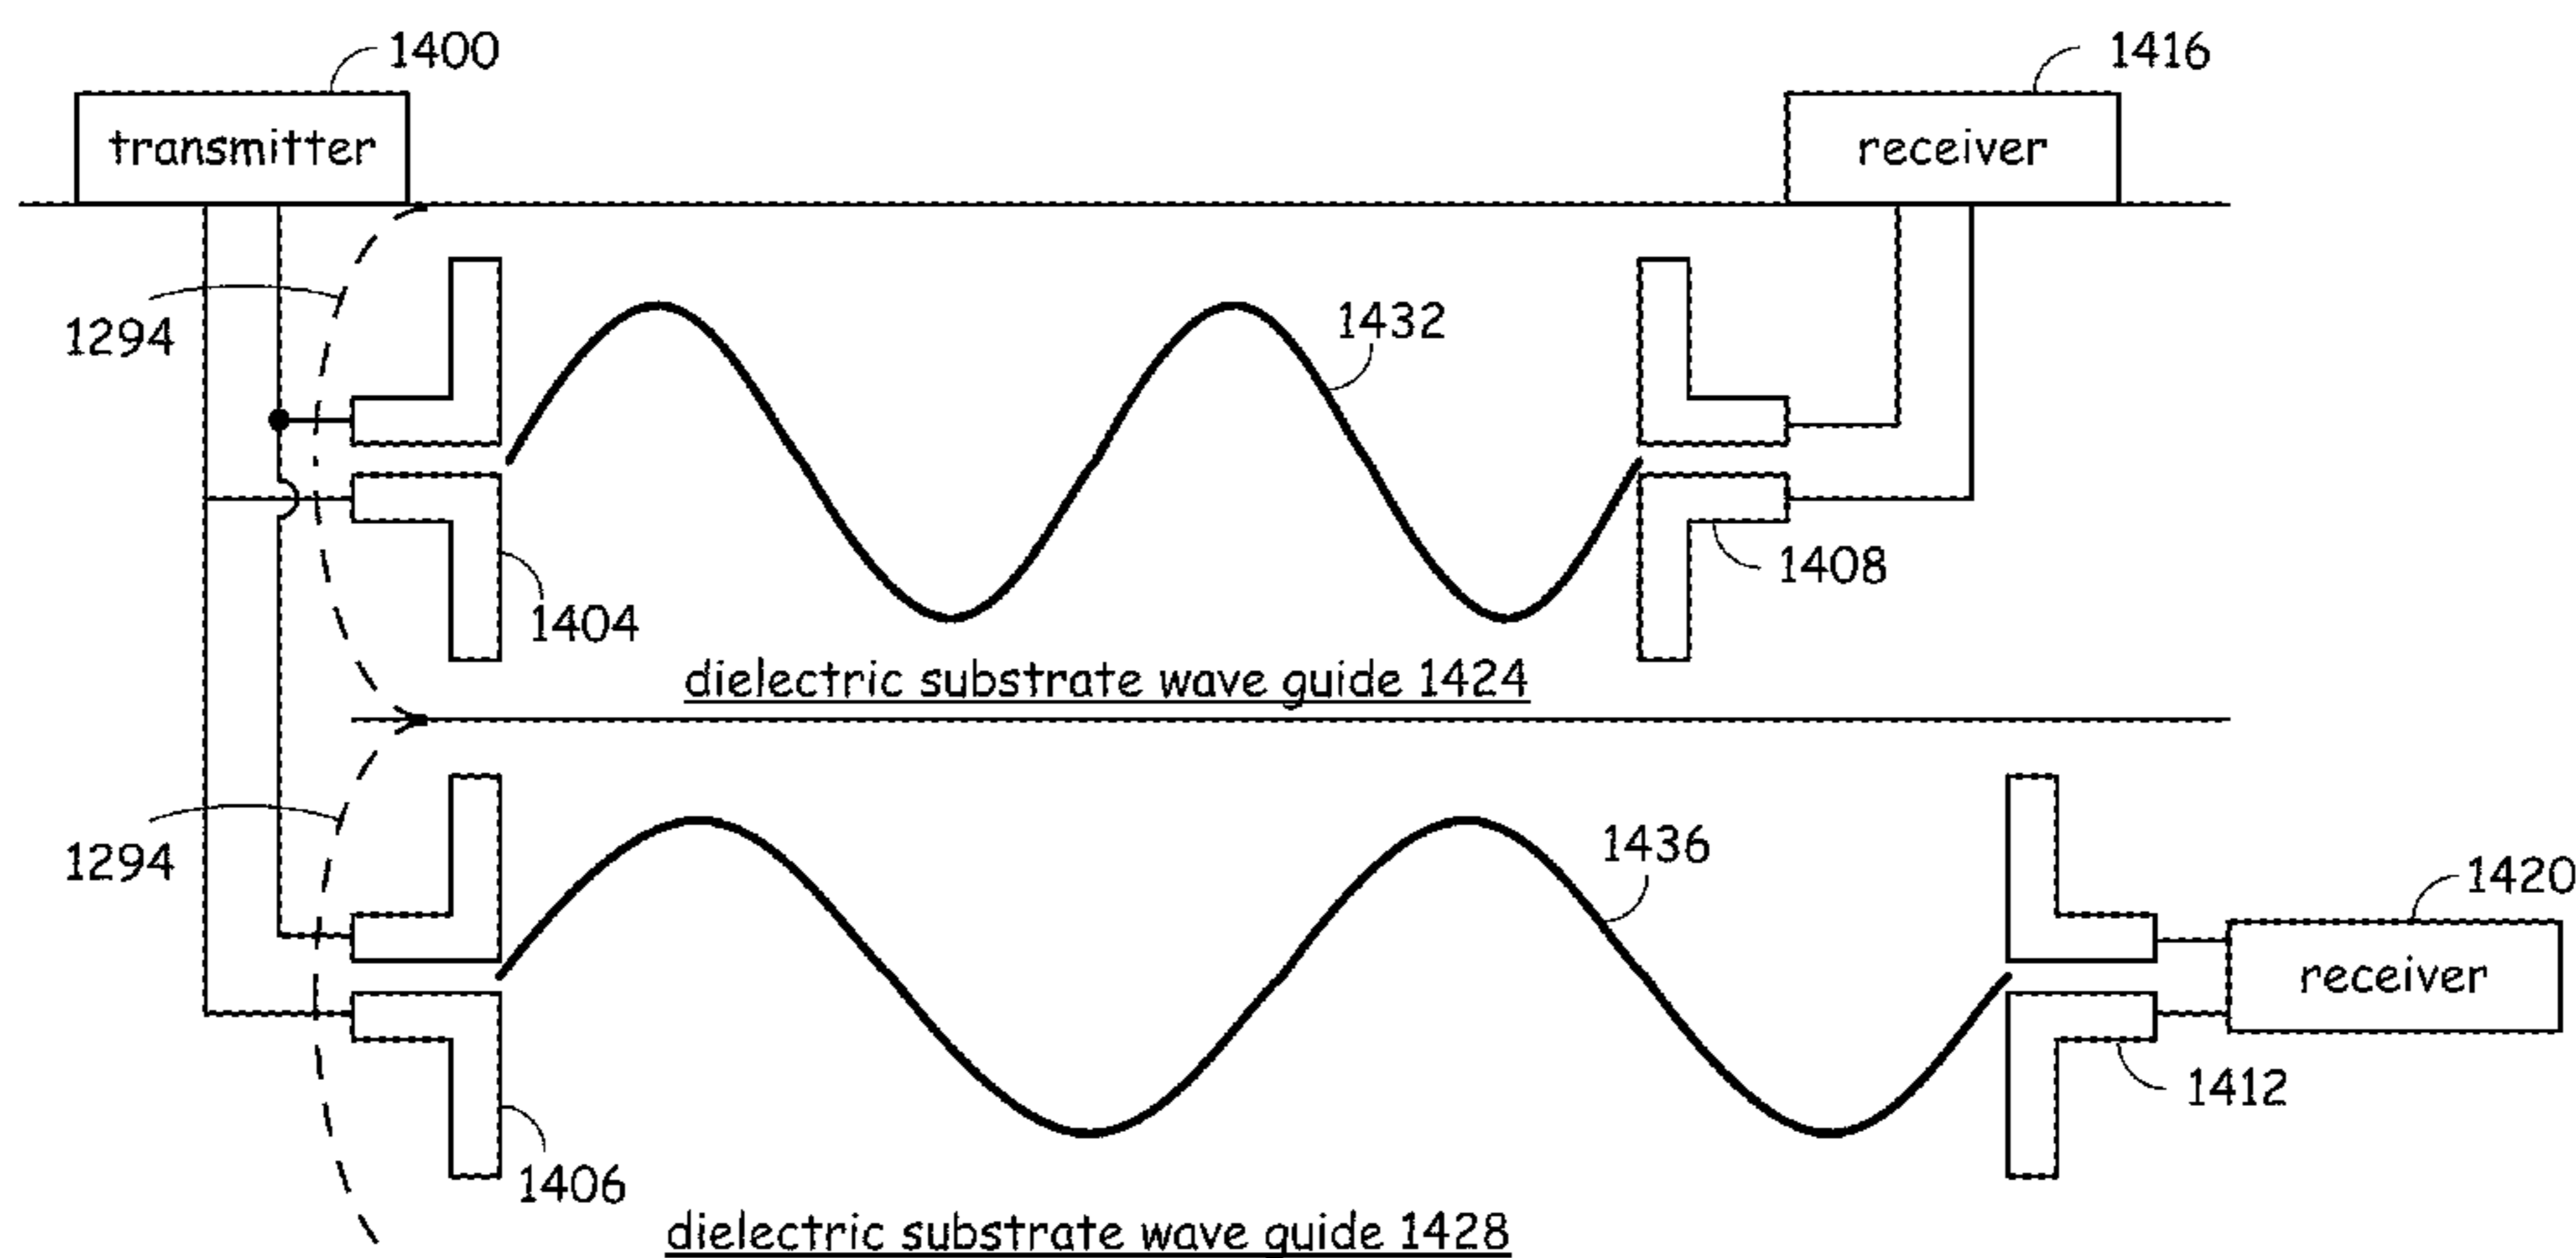 1400
1416
transmitter
receiver
1294
1432
1408
1404
dielectric substrate wave guide 1424
1294
1436
1420
receiver
1412
1406
dielectric substrate wave guide 1428